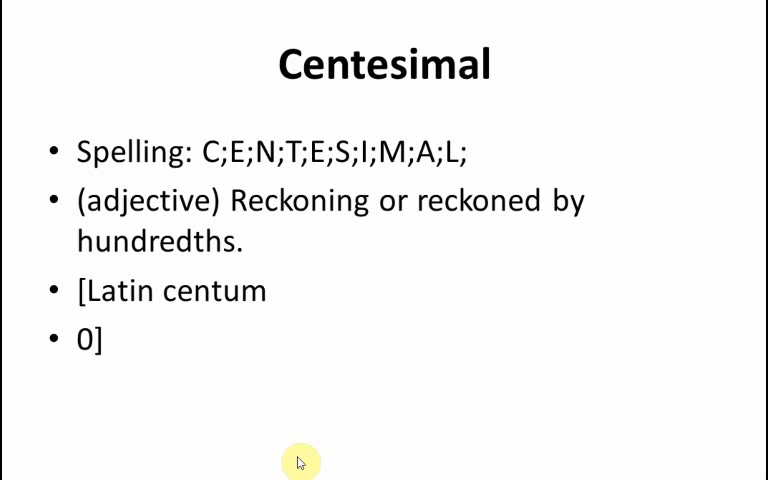 Centesimal
• Spelling: C;E;N;T;E;S;I;M;A;L;
• (adjective) Reckoning or reckoned by
hundredths.
• [Latin centum
• 0]